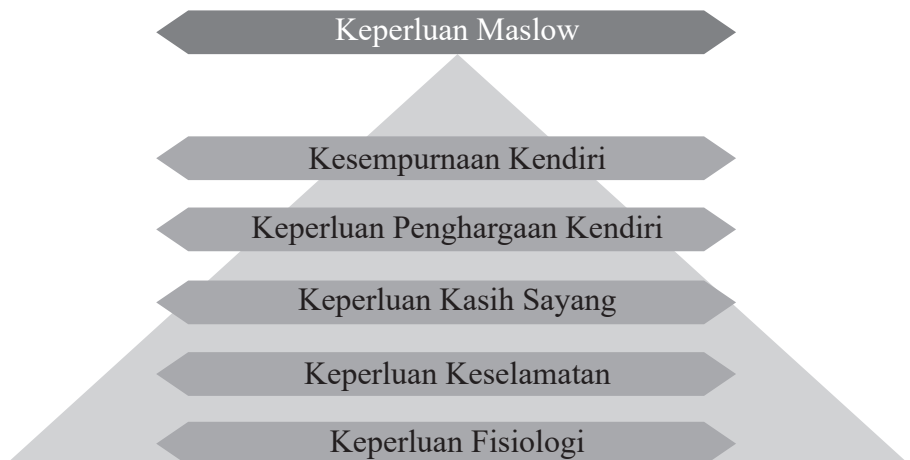 Keperluan Maslow
Kesempurnaan Kendiri
Keperluan Penghargaan Kendiri
Keperluan Kasih Sayang
Keperluan Keselamatan
Keperluan Fisiologi